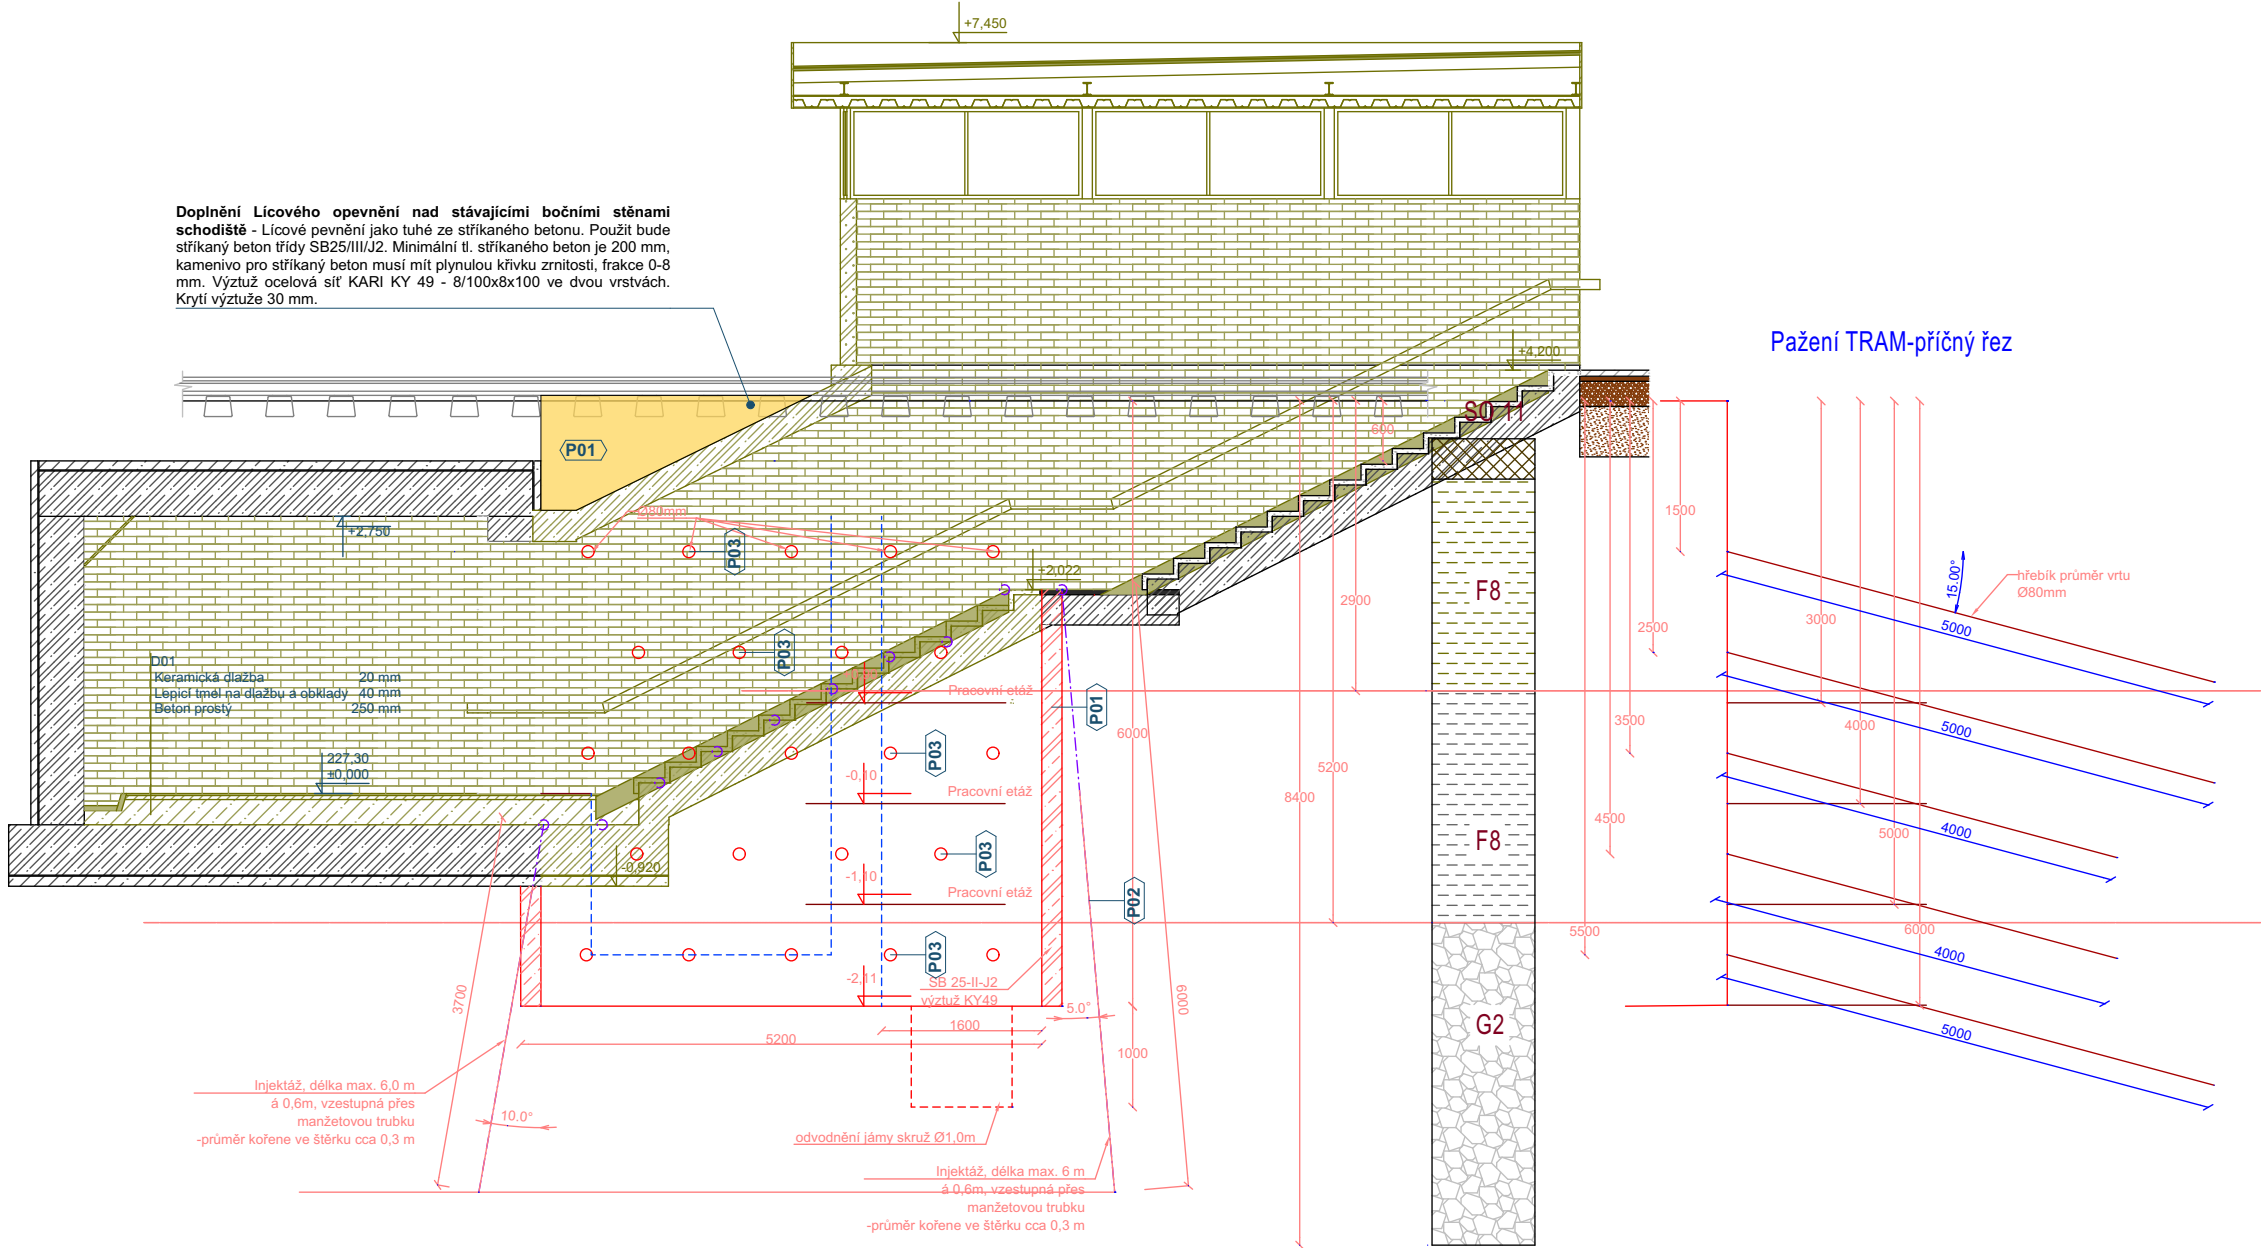 +7,450
Doplnění Lícového opevnění nad stávajícími bočními stěnami
schodiště - Lícové pevnění jako tuhé ze stříkaného betonu. Použit bude
stříkaný beton třídy SB25/III/J2. Minimální tl. stříkaného beton je 200 mm,
kamenivo pro stříkaný beton musí mít plynulou křivku zrnitosti, frakce 0-8
mm. Výztuž ocelová síť KARI KY 49 - 8/100x8x100 ve dvou vrstvách.
Krytí výztuže 30 mm.
Pažení TRAM-příčný řez
+4,200
SO 11
600
P01
+2,750
P03
1500
+2,022
F8
2900
15.00°
hřebík průměr vrtu
Ø80mm
5000
3000
2500
P03
D01
Keramická dlažba 20 mm
Lepicí tmel na dlažbu a obklady 40 mm
Beton prostý 250 mm
Pracovní etáž
P01
6000
3500
4000
5000
227,30
±0,000
P03
-0,10
Pracovní etáž
5200
8400
4500
4000
5000
F8
P03
-0,920
-1,10
Pracovní etáž
P02
5500
6000
4000
P03
-2,11
SB 25-II-J2
výztuž KY49
3700
5.0°
6000
G2
1600
5200
1000
5000
Injektáž, délka max. 6,0 m
á 0,6m, vzestupná přes
manžetovou trubku
-průměr kořene ve štěrku cca 0,3 m
10.0°
odvodnění jámy skruž Ø1,0m
Injektáž, délka max. 6 m
á 0,6m, vzestupná přes
manžetovou trubku
-průměr kořene ve štěrku cca 0,3 m